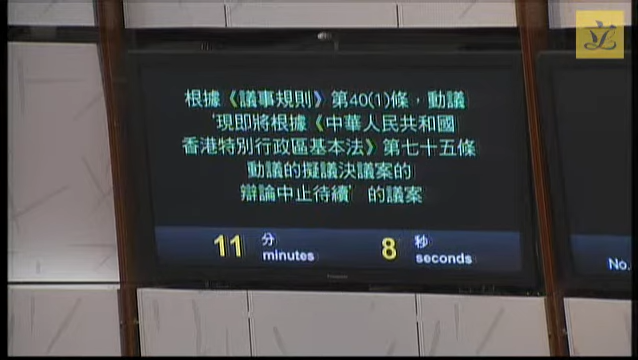 立
根據《議事規則》第40(1)條，動議
‘現即將根據《中華人民共和國
香港特別行政區基本法》第七十五條
動議的擬議決議案的
辯論中止待續’ 的議案
11 分 minutes 8 秒 seconds
Panasonic
No.